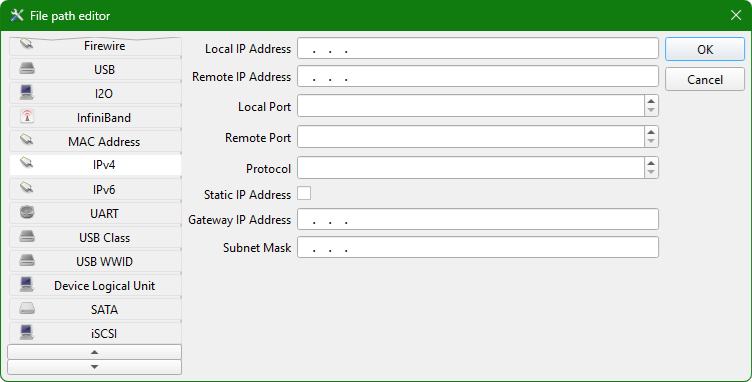 File path editor
Firewire
USB
I2O
InfiniBand
MAC Address
IPv4
IPv6
UART
USB Class
USB WWID
Device Logical Unit
SATA
iSCSI
Local IP Address . . .
Remote IP Address . . .
Local Port
Remote Port
Protocol
Static IP Address
Gateway IP Address . . .
Subnet Mask . . .
OK
Cancel